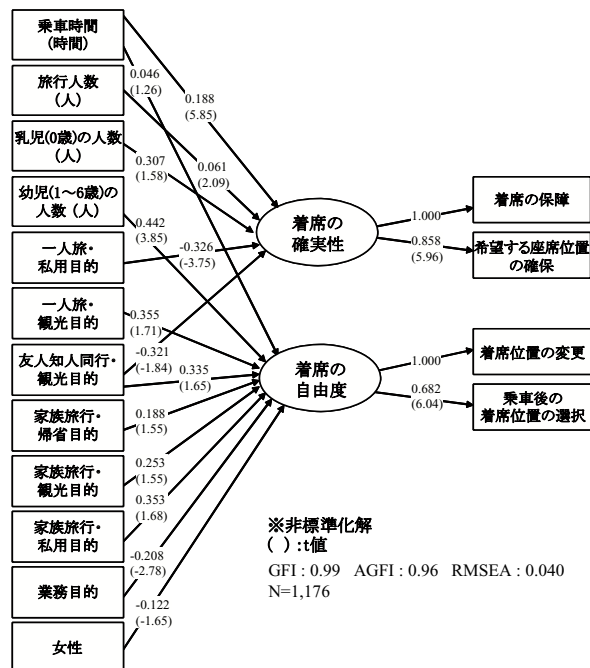 乗車時間
(時間)
旅行人数
(人)
乳児(0歳)の人数
(人)
幼児(1～6歳)の
人数 (人)
一人旅・
私用目的
一人旅・
観光目的
友人知人同行・
観光目的
家族旅行・
帰省目的
家族旅行・
観光目的
家族旅行・
私用目的
業務目的
女性
0.046
(1.26)
0.188
(5.85)
0.061
(2.09)
0.307
(1.58)
0.442
(3.85)
-0.326
(-3.75)
0.355
(1.71)
-0.321
(-1.84)
0.335
(1.65)
0.188
(1.55)
0.253
(1.55)
0.353
(1.68)
-0.208
(-2.78)
-0.122
(-1.65)
着席の
確実性
着席の
自由度
1.000
0.858
(5.96)
1.000
0.682
(6.04)
着席の保障
希望する座席位置
の確保
着席位置の変更
乗車後の
着席位置の選択
※非標準化解
( ) :t値
GFI : 0.99 AGFI : 0.96 RMSEA : 0.040
N=1,176